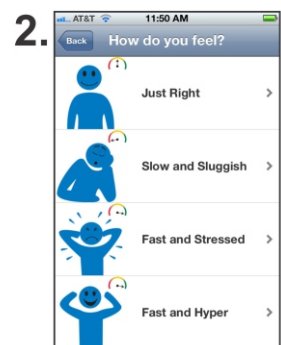 2.
AT&T 11:50 AM
Back How do you feel?
Just Right
Slow and Sluggish
Fast and Stressed
Fast and Hyper